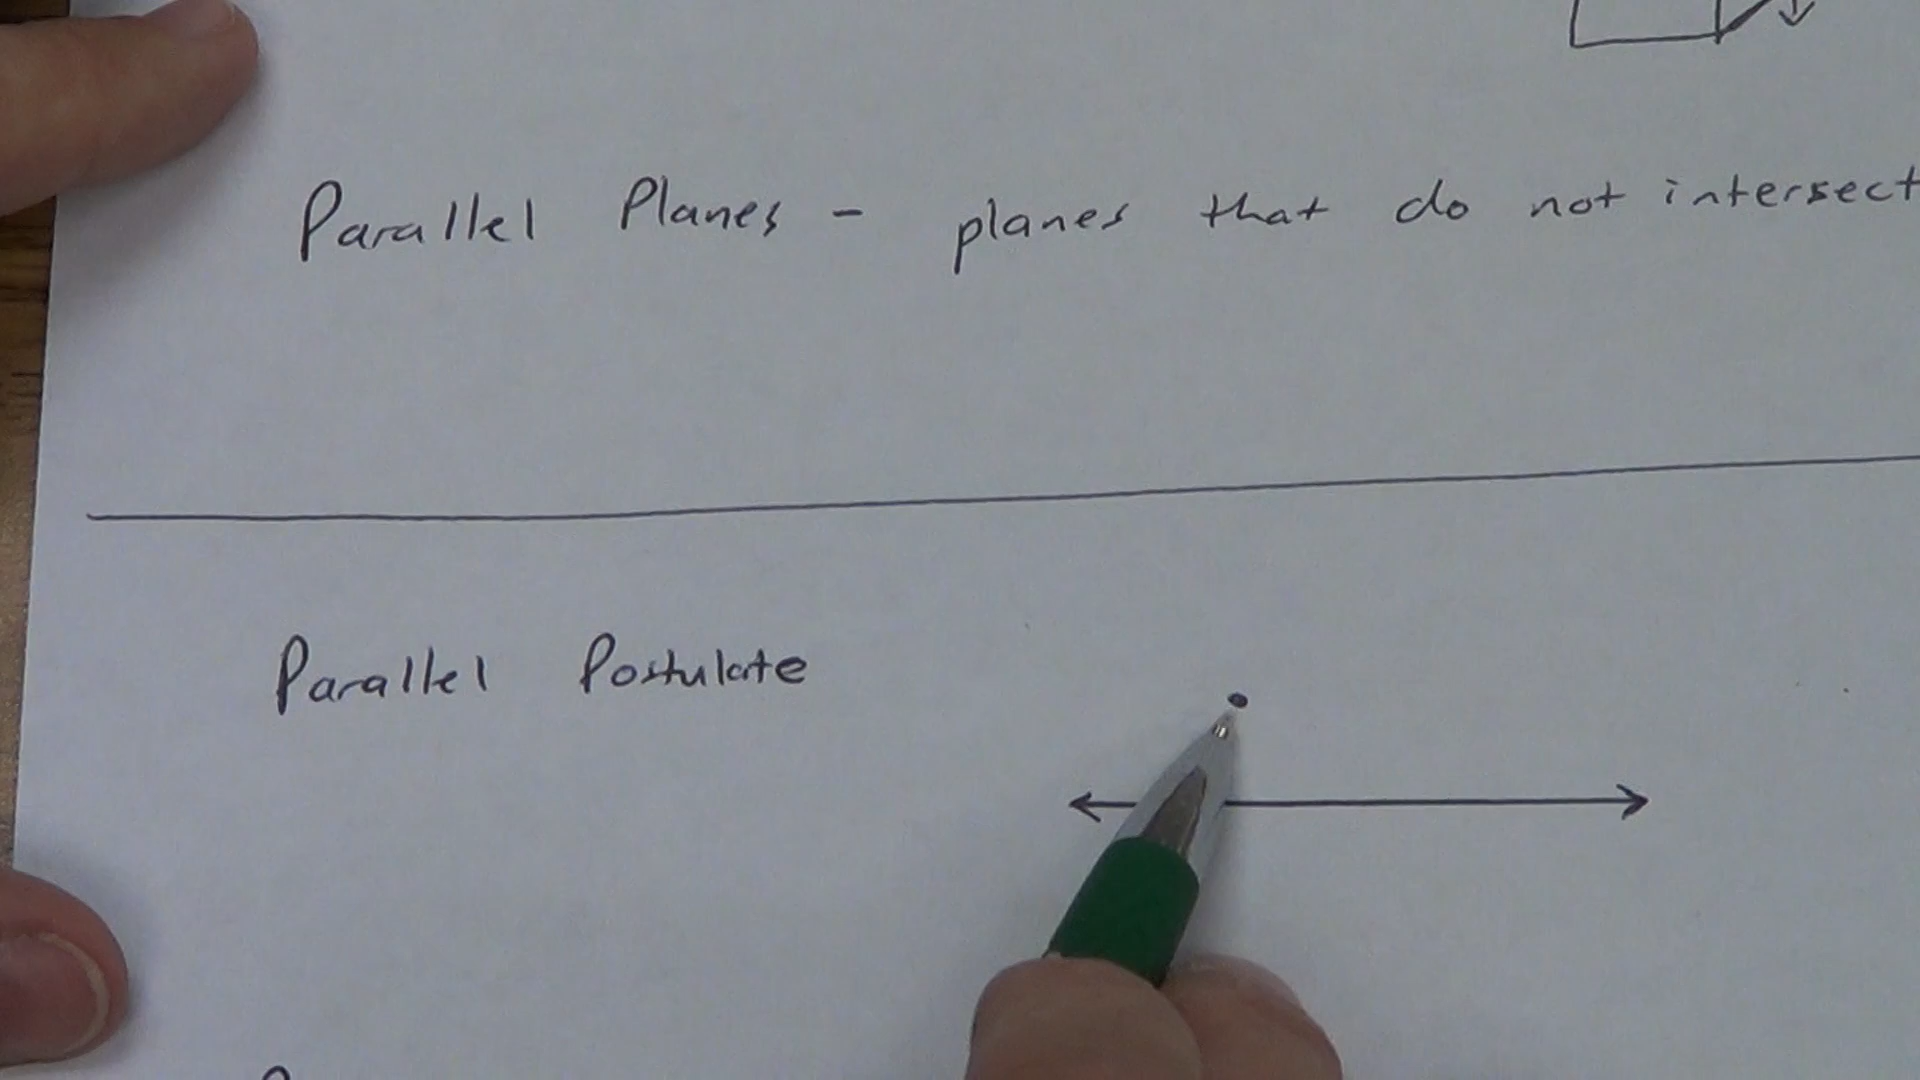 Parallel Planes - planes that do not intersect
Parallel Postulate